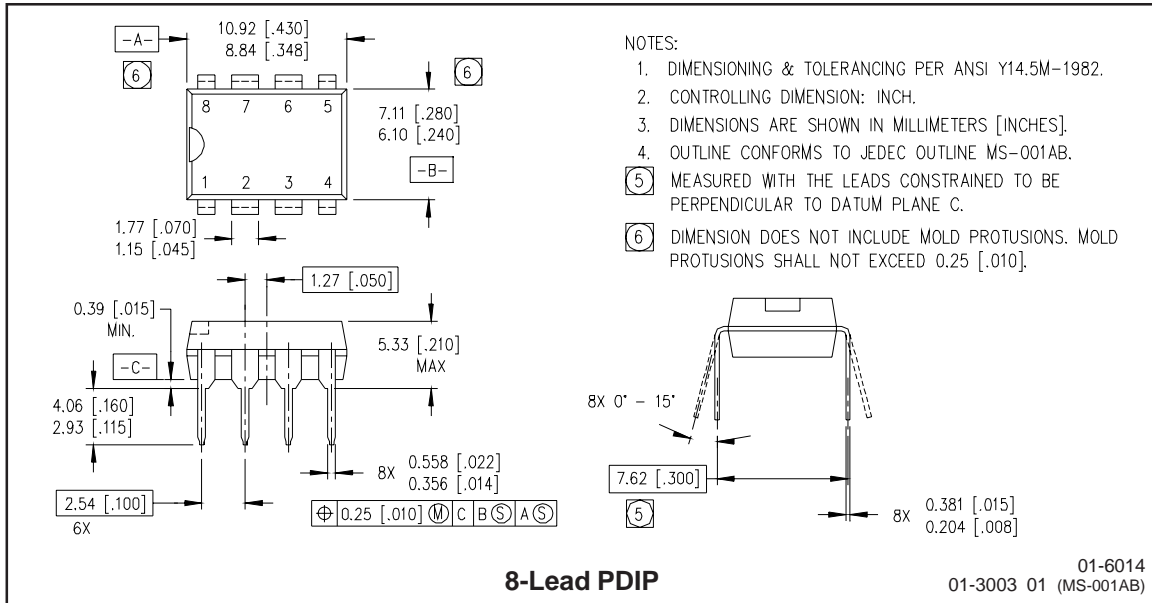 -A-
10.92 [.430]
8.84 [.348]
6
6
8 7 6 5
1 2 3 4
7.11 [.280]
6.10 [.240]
-B-
1.77 [.070]
1.15 [.045]
1.27 [.050]
0.39 [.015]
MIN.
5.33 [.210]
MAX
-C-
4.06 [.160]
2.93 [.115]
8X 0.558 [.022]
0.356 [.014]
2.54 [.100]
6X
⌖ 0.25 [.010] Ⓜ C B Ⓢ A Ⓢ
NOTES:
1. DIMENSIONING & TOLERANCING PER ANSI Y14.5M-1982.
2. CONTROLLING DIMENSION: INCH.
3. DIMENSIONS ARE SHOWN IN MILLIMETERS [INCHES].
4. OUTLINE CONFORMS TO JEDEC OUTLINE MS-001AB.
5 MEASURED WITH THE LEADS CONSTRAINED TO BE
PERPENDICULAR TO DATUM PLANE C.
6 DIMENSION DOES NOT INCLUDE MOLD PROTUSIONS. MOLD
PROTUSIONS SHALL NOT EXCEED 0.25 [.010].
8X 0° - 15°
7.62 [.300]
5
8X 0.381 [.015]
0.204 [.008]
8-Lead PDIP
01-6014
01-3003 01 (MS-001AB)